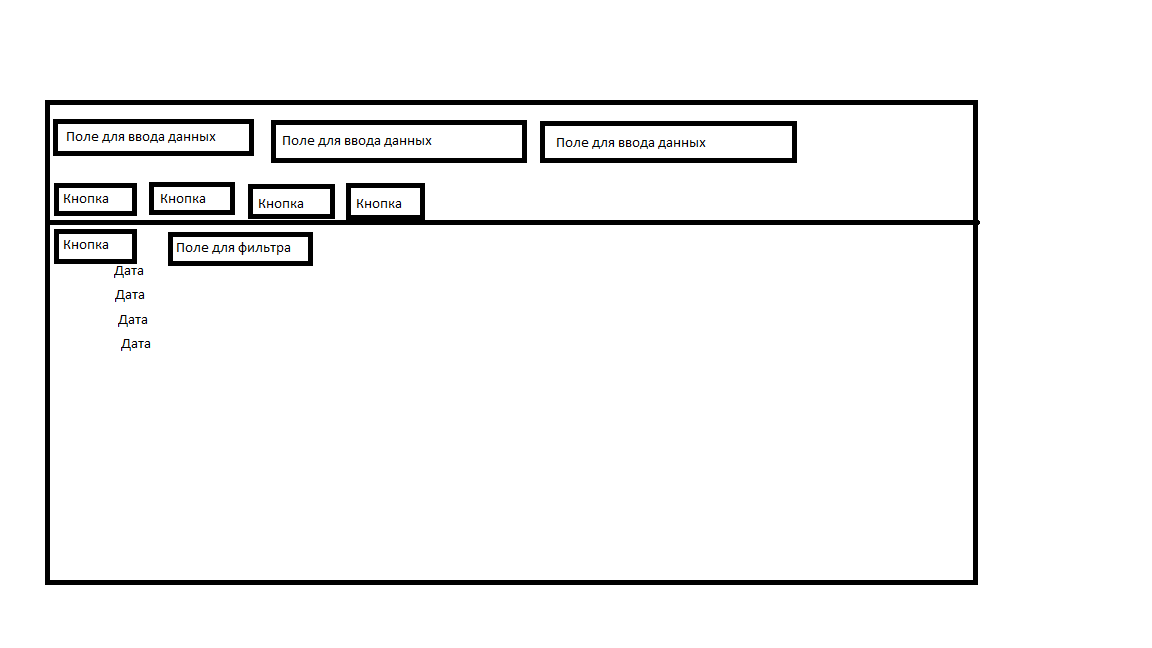 Поле для ввода данных
Поле для ввода данных
Поле для ввода данных
Кнопка
Кнопка
Кнопка
Кнопка
Кнопка
Поле для фильтра
Дата
Дата
Дата
Дата